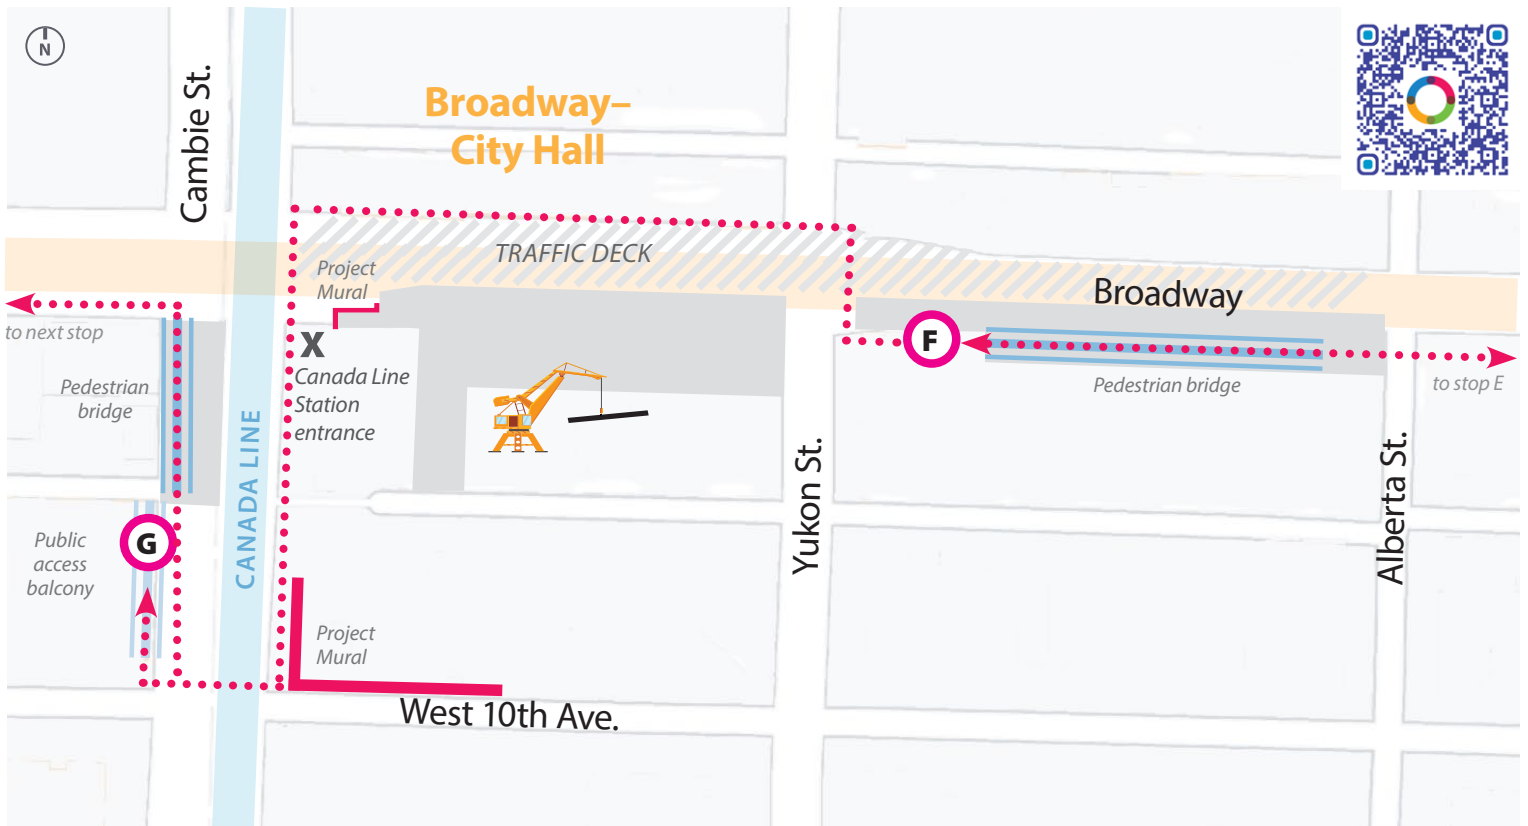 N
Cambie St.
Broadway–
City Hall
TRAFFIC DECK
Project
Mural
Broadway
to next stop
X
F
Canada Line
Station
entrance
Pedestrian
bridge
Pedestrian bridge
to stop E
CANADA LINE
Yukon St.
Alberta St.
G
Public
access
balcony
Project
Mural
West 10th Ave.